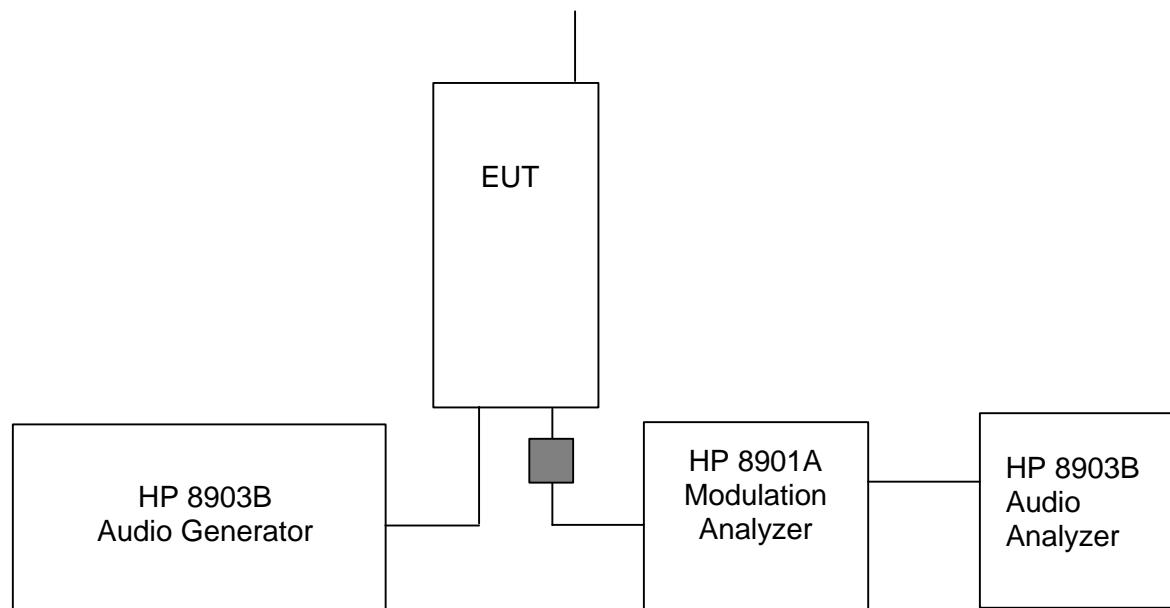 EUT
HP 8903B
Audio Generator
HP 8901A
Modulation
Analyzer
HP 8903B
Audio
Analyzer